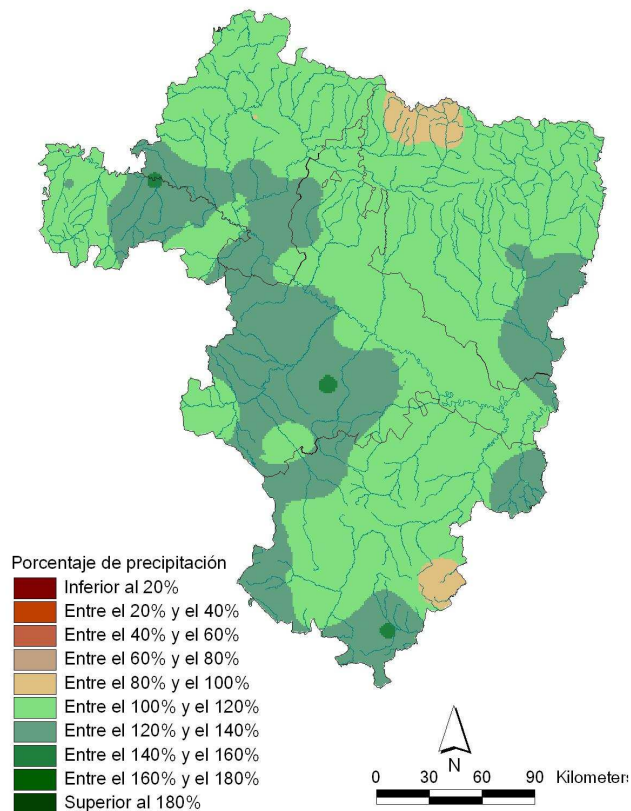 Porcentaje de precipitación
Inferior al 20%
Entre el 20% y el 40%
Entre el 40% y el 60%
Entre el 60% y el 80%
Entre el 80% y el 100%
Entre el 100% y el 120%
Entre el 120% y el 140%
Entre el 140% y el 160%
Entre el 160% y el 180%
Superior al 180%
N
0 30 60 90 Kilometers